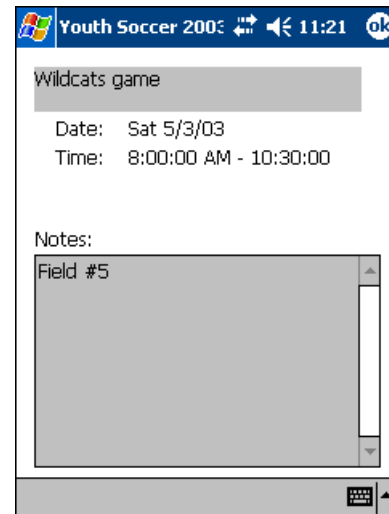 Youth Soccer 2003 11:21 ok
Wildcats game
Date: Sat 5/3/03
Time: 8:00:00 AM - 10:30:00
Notes:
Field #5